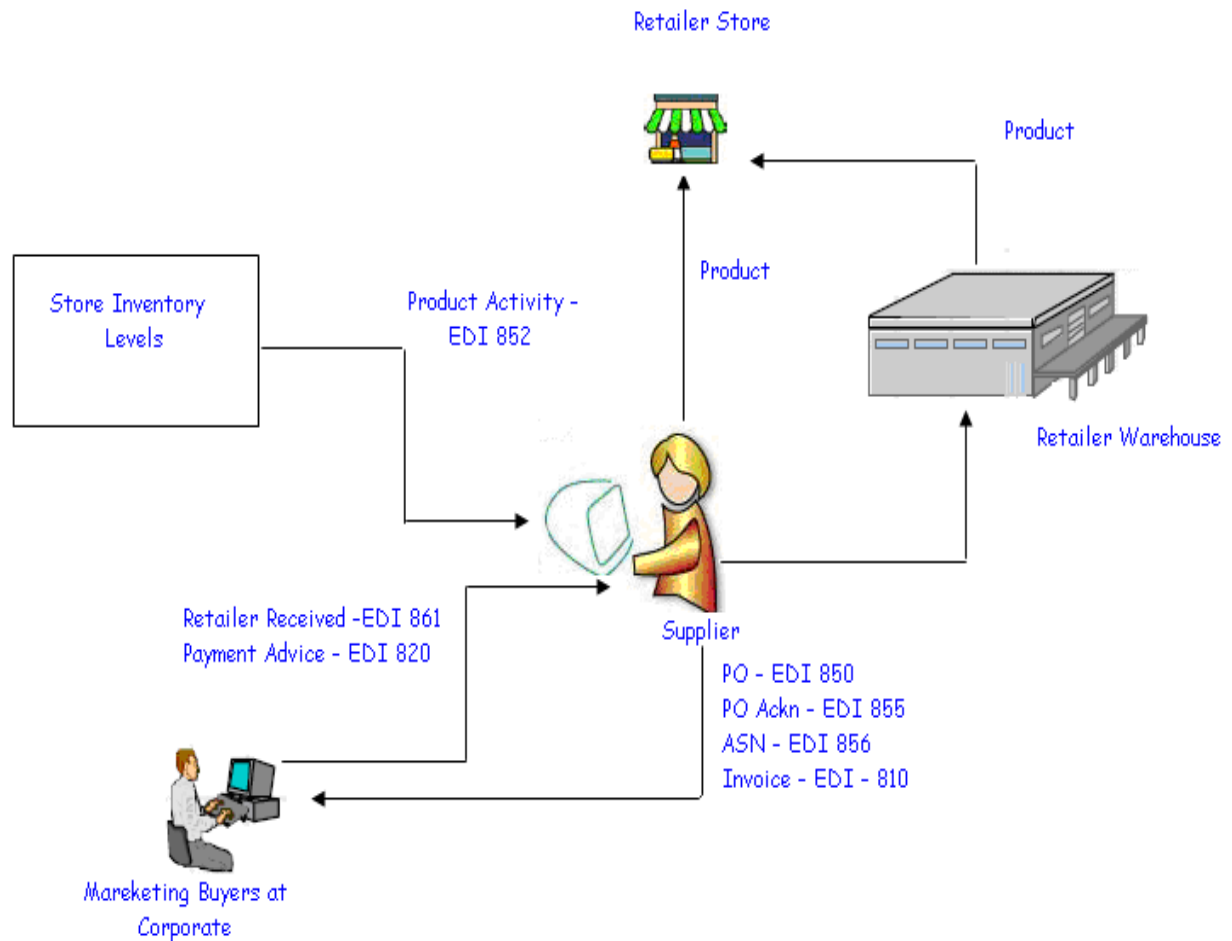 Retailer Store
Product
Store Inventory
Levels
Product Activity -
EDI 852
Product
Retailer Warehouse
Retailer Received -EDI 861
Payment Advice - EDI 820
Supplier
PO - EDI 850
PO Ackn - EDI 855
ASN - EDI 856
Invoice - EDI - 810
Mareketing Buyers at
Corporate